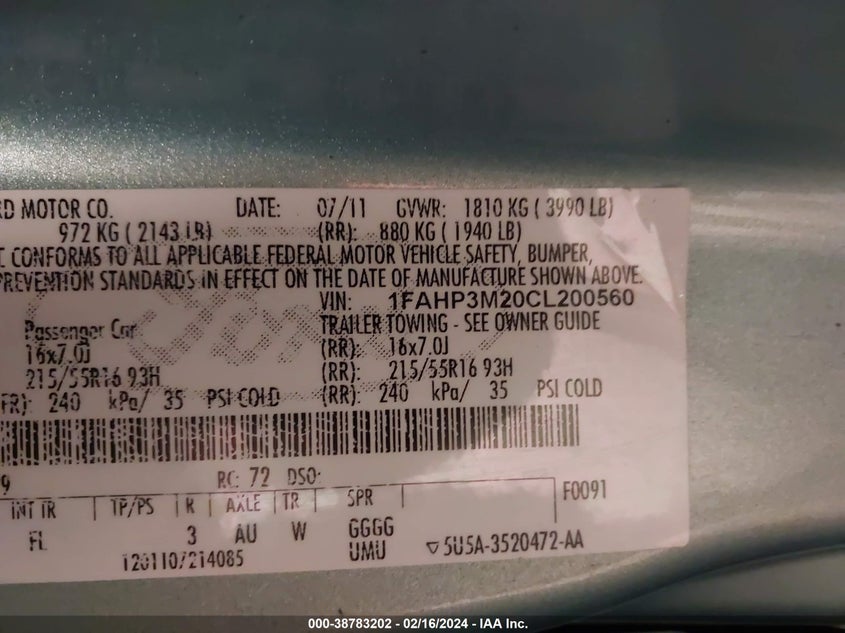 RD MOTOR CO. DATE: 07/11 GVWR: 1810 KG ( 3990 LB)
972 KG ( 2143 LB) (RR): 880 KG ( 1940 LB)
CONFORMS TO ALL APPLICABLE FEDERAL MOTOR VEHICLE SAFETY, BUMPER,
PREVENTION STANDARDS IN EFFECT ON THE DATE OF MANUFACTURE SHOWN ABOVE.
VIN: 1FAHP3M20CL200560
Passenger Car TRAILER TOWING - SEE OWNER GUIDE
16x7.0J (RR): 16x7.0J
215/55R16 93H (RR): 215/55R16 93H
FR): 240 kPa/ 35 PSI COLD (RR): 240 kPa/ 35 PSI COLD
9 RC: 72 DSO:
INT TR TP/PS R AXLE TR SPR F0091
FL 3 AU W GGGG
UMU ▽5U5A-3520472-AA
T201107214085
000-38783202 - 02/16/2024 - IAA Inc.